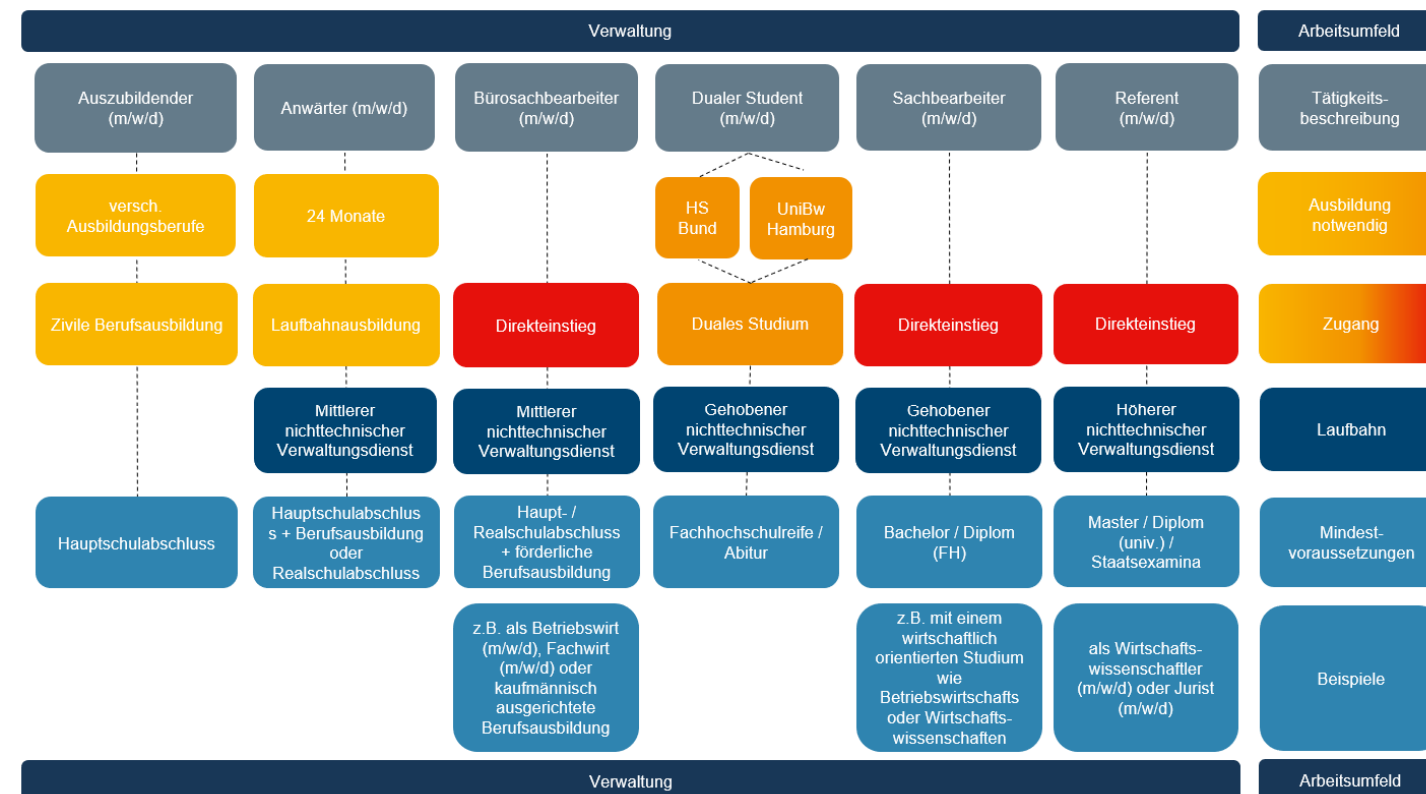 Verwaltung
Arbeitsumfeld
Auszubildender
(m/w/d)
Anwärter (m/w/d)
Bürosachbearbeiter
(m/w/d)
Dualer Student
(m/w/d)
Sachbearbeiter
(m/w/d)
Referent
(m/w/d)
Tätigkeits-
beschreibung
versch.
Ausbildungsberufe
24 Monate
HS
Bund
UniBw
Hamburg
Ausbildung
notwendig
Zivile Berufsausbildung
Laufbahnausbildung
Direkteinstieg
Duales Studium
Direkteinstieg
Direkteinstieg
Zugang
Mittlerer
nichttechnischer
Verwaltungsdienst
Mittlerer
nichttechnischer
Verwaltungsdienst
Gehobener
nichttechnischer
Verwaltungsdienst
Gehobener
nichttechnischer
Verwaltungsdienst
Höherer
nichttechnischer
Verwaltungsdienst
Laufbahn
Hauptschulabschluss
Hauptschulabschlus
s + Berufsausbildung
oder
Realschulabschluss
Haupt- /
Realschulabschluss
+ förderliche
Berufsausbildung
Fachhochschulreife /
Abitur
Bachelor / Diplom
(FH)
Master / Diplom
(univ.) /
Staatsexamina
Mindest-
voraussetzungen
z.B. als Betriebswirt
(m/w/d), Fachwirt
(m/w/d) oder
kaufmännisch
ausgerichtete
Berufsausbildung
z.B. mit einem
wirtschaftlich
orientierten Studium
wie
Betriebswirtschafts
oder Wirtschafts-
wissenschaften
als Wirtschafts-
wissenschaftler
(m/w/d) oder Jurist
(m/w/d)
Beispiele
Verwaltung
Arbeitsumfeld